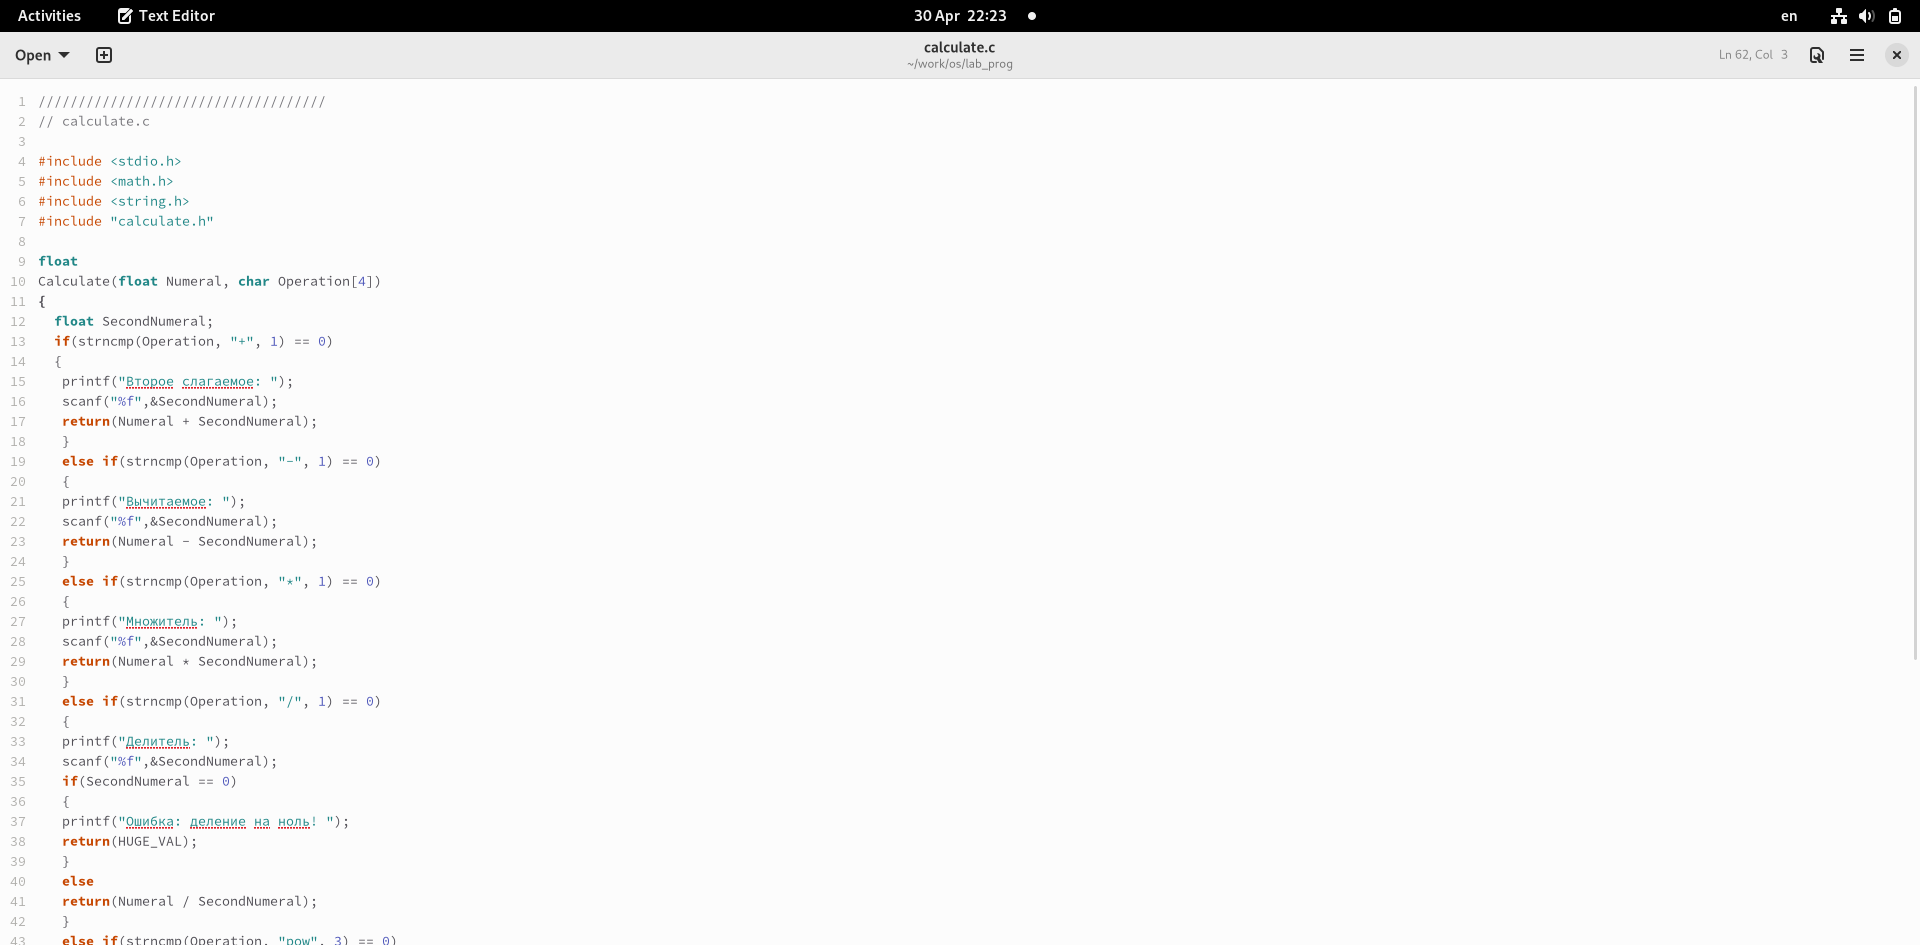 Activities Text Editor 30 Apr 22:23 en
Open calculate.c Ln 62, Col 3
~/work/os/lab_prog
1 ////////////////////////////////////
2 // calculate.c
3
4 #include <stdio.h>
5 #include <math.h>
6 #include <string.h>
7 #include "calculate.h"
8
9 float
10 Calculate(float Numeral, char Operation[4])
11 {
12   float SecondNumeral;
13   if(strncmp(Operation, "+", 1) == 0)
14   {
15    printf("Второе слагаемое: ");
16    scanf("%f",&SecondNumeral);
17    return(Numeral + SecondNumeral);
18    }
19    else if(strncmp(Operation, "-", 1) == 0)
20    {
21    printf("Вычитаемое: ");
22    scanf("%f",&SecondNumeral);
23    return(Numeral - SecondNumeral);
24    }
25    else if(strncmp(Operation, "*", 1) == 0)
26    {
27    printf("Множитель: ");
28    scanf("%f",&SecondNumeral);
29    return(Numeral * SecondNumeral);
30    }
31    else if(strncmp(Operation, "/", 1) == 0)
32    {
33    printf("Делитель: ");
34    scanf("%f",&SecondNumeral);
35    if(SecondNumeral == 0)
36    {
37    printf("Ошибка: деление на ноль! ");
38    return(HUGE_VAL);
39    }
40    else
41    return(Numeral / SecondNumeral);
42    }
43    else if(strncmp(Operation, "pow", 3) == 0)